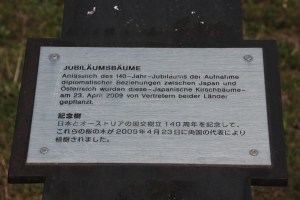 JUBILÄUMSBÄUME
Anlässlich des 140-Jahr-Jubiläums der Aufnahme
diplomatischer Beziehungen zwischen Japan und
Österreich wurden diese -Japanische Kirschbäume-
am 23. April 2009 von Vertretern beider Länder
gepflanzt.
記念樹
日本とオーストリアの国交樹立140周年を記念して、
これらの桜の木が2009年4月23日に両国の代表により
植樹されました。